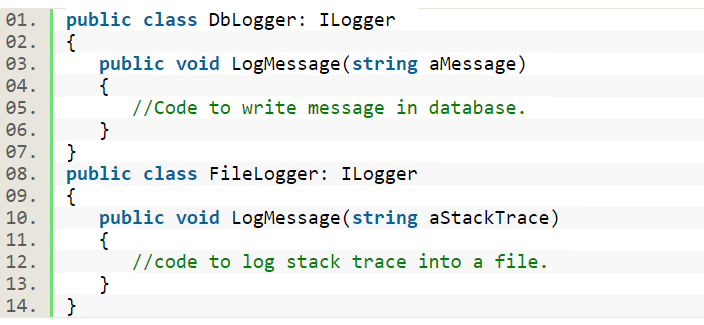 01. public class DbLogger: ILogger
02. {
03. public void LogMessage(string aMessage)
04. {
05. //Code to write message in database.
06. }
07. }
08. public class FileLogger: ILogger
09. {
10. public void LogMessage(string aStackTrace)
11. {
12. //code to log stack trace into a file.
13. }
14. }